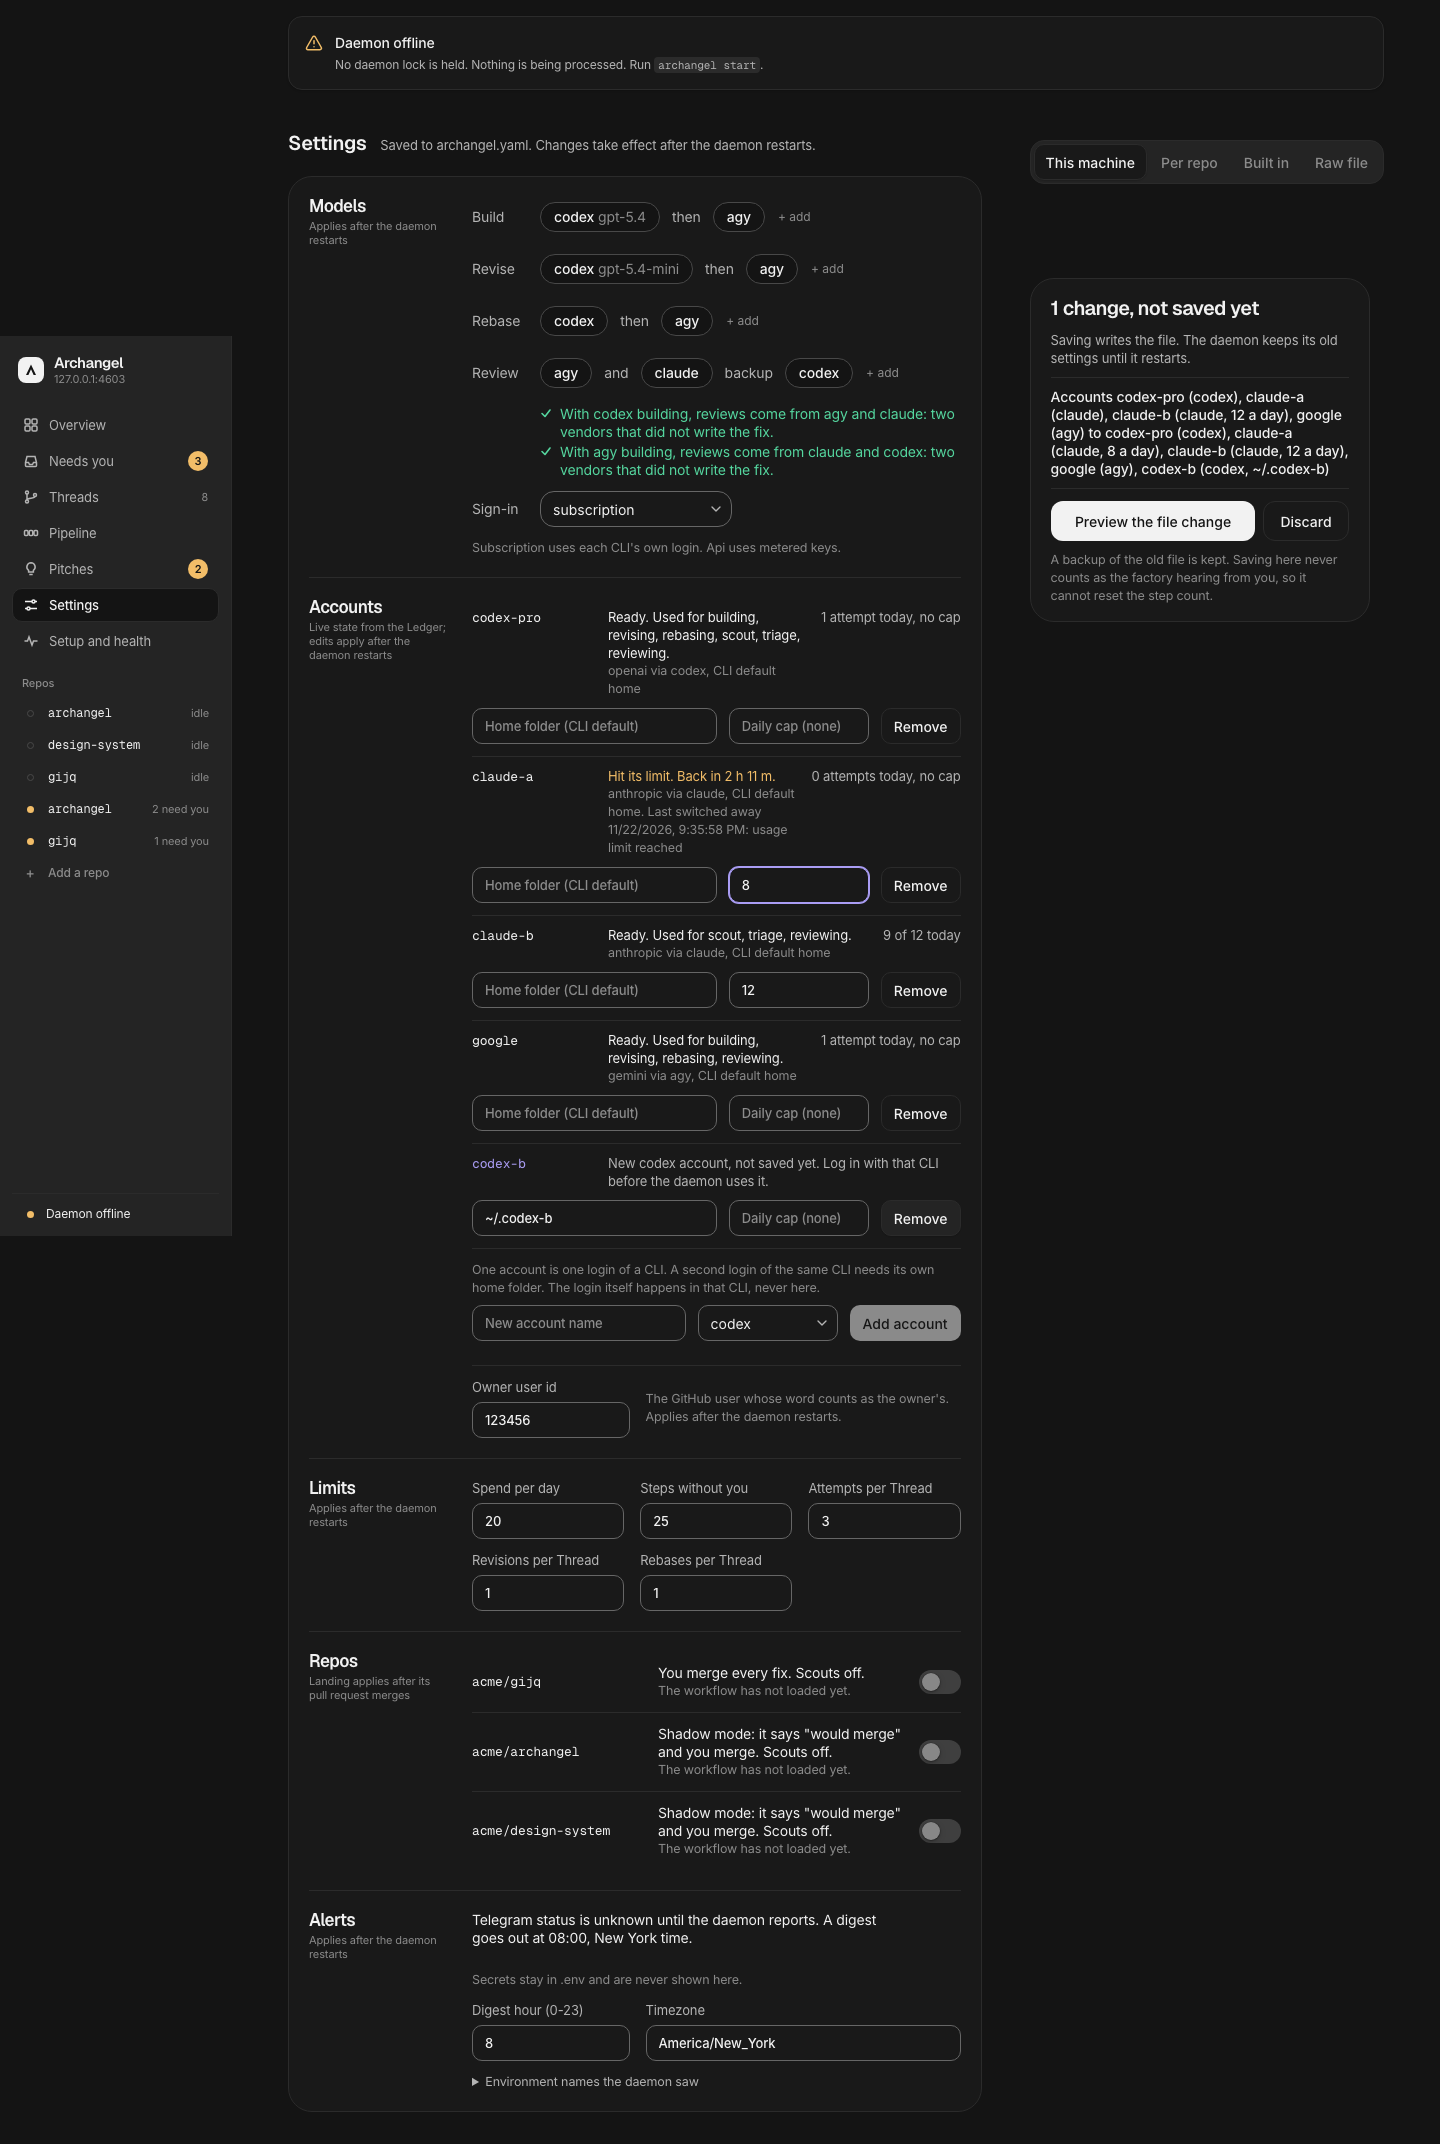 Daemon offline
No daemon lock is held. Nothing is being processed. Run archangel start.
Settings
Saved to archangel.yaml. Changes take effect after the daemon restarts.
This machine
Per repo
Built in
Raw file
Archangel
127.0.0.1:4603
Overview
Needs you 3
Threads 8
Pipeline
Pitches 2
Settings
Setup and health
Repos
archangel idle
design-system idle
gijq idle
archangel 2 need you
gijq 1 need you
+ Add a repo
Daemon offline
Models
Applies after the daemon
restarts
Build codex gpt-5.4 then agy + add
Revise codex gpt-5.4-mini then agy + add
Rebase codex then agy + add
Review agy and claude backup codex + add
With codex building, reviews come from agy and claude: two
vendors that did not write the fix.
With agy building, reviews come from claude and codex: two
vendors that did not write the fix.
Sign-in subscription
Subscription uses each CLI's own login. Api uses metered keys.
Accounts
Live state from the Ledger;
edits apply after the
daemon restarts
codex-pro
Ready. Used for building,
revising, rebasing, scout, triage,
reviewing.
openai via codex, CLI default
home
1 attempt today, no cap
Home folder (CLI default) Daily cap (none) Remove
claude-a
Hit its limit. Back in 2 h 11 m.
anthropic via claude, CLI default
home. Last switched away
11/22/2026, 9:35:58 PM: usage
limit reached
0 attempts today, no cap
Home folder (CLI default) 8 Remove
claude-b
Ready. Used for scout, triage, reviewing.
anthropic via claude, CLI default home
9 of 12 today
Home folder (CLI default) 12 Remove
google
Ready. Used for building,
revising, rebasing, reviewing.
gemini via agy, CLI default home
1 attempt today, no cap
Home folder (CLI default) Daily cap (none) Remove
codex-b
New codex account, not saved yet. Log in with that CLI
before the daemon uses it.
~/.codex-b Daily cap (none) Remove
One account is one login of a CLI. A second login of the same CLI needs its own
home folder. The login itself happens in that CLI, never here.
New account name codex Add account
Owner user id
123456
The GitHub user whose word counts as the owner's.
Applies after the daemon restarts.
Limits
Applies after the daemon
restarts
Spend per day Steps without you Attempts per Thread
20 25 3
Revisions per Thread Rebases per Thread
1 1
Repos
Landing applies after its
pull request merges
acme/gijq
You merge every fix. Scouts off.
The workflow has not loaded yet.
acme/archangel
Shadow mode: it says "would merge"
and you merge. Scouts off.
The workflow has not loaded yet.
acme/design-system
Shadow mode: it says "would merge"
and you merge. Scouts off.
The workflow has not loaded yet.
Alerts
Applies after the daemon
restarts
Telegram status is unknown until the daemon reports. A digest
goes out at 08:00, New York time.
Secrets stay in .env and are never shown here.
Digest hour (0-23) Timezone
8 America/New_York
Environment names the daemon saw
1 change, not saved yet
Saving writes the file. The daemon keeps its old
settings until it restarts.
Accounts codex-pro (codex), claude-a
(claude), claude-b (claude, 12 a day), google
(agy) to codex-pro (codex), claude-a
(claude, 8 a day), claude-b (claude, 12 a day),
google (agy), codex-b (codex, ~/.codex-b)
Preview the file change
Discard
A backup of the old file is kept. Saving here never
counts as the factory hearing from you, so it
cannot reset the step count.